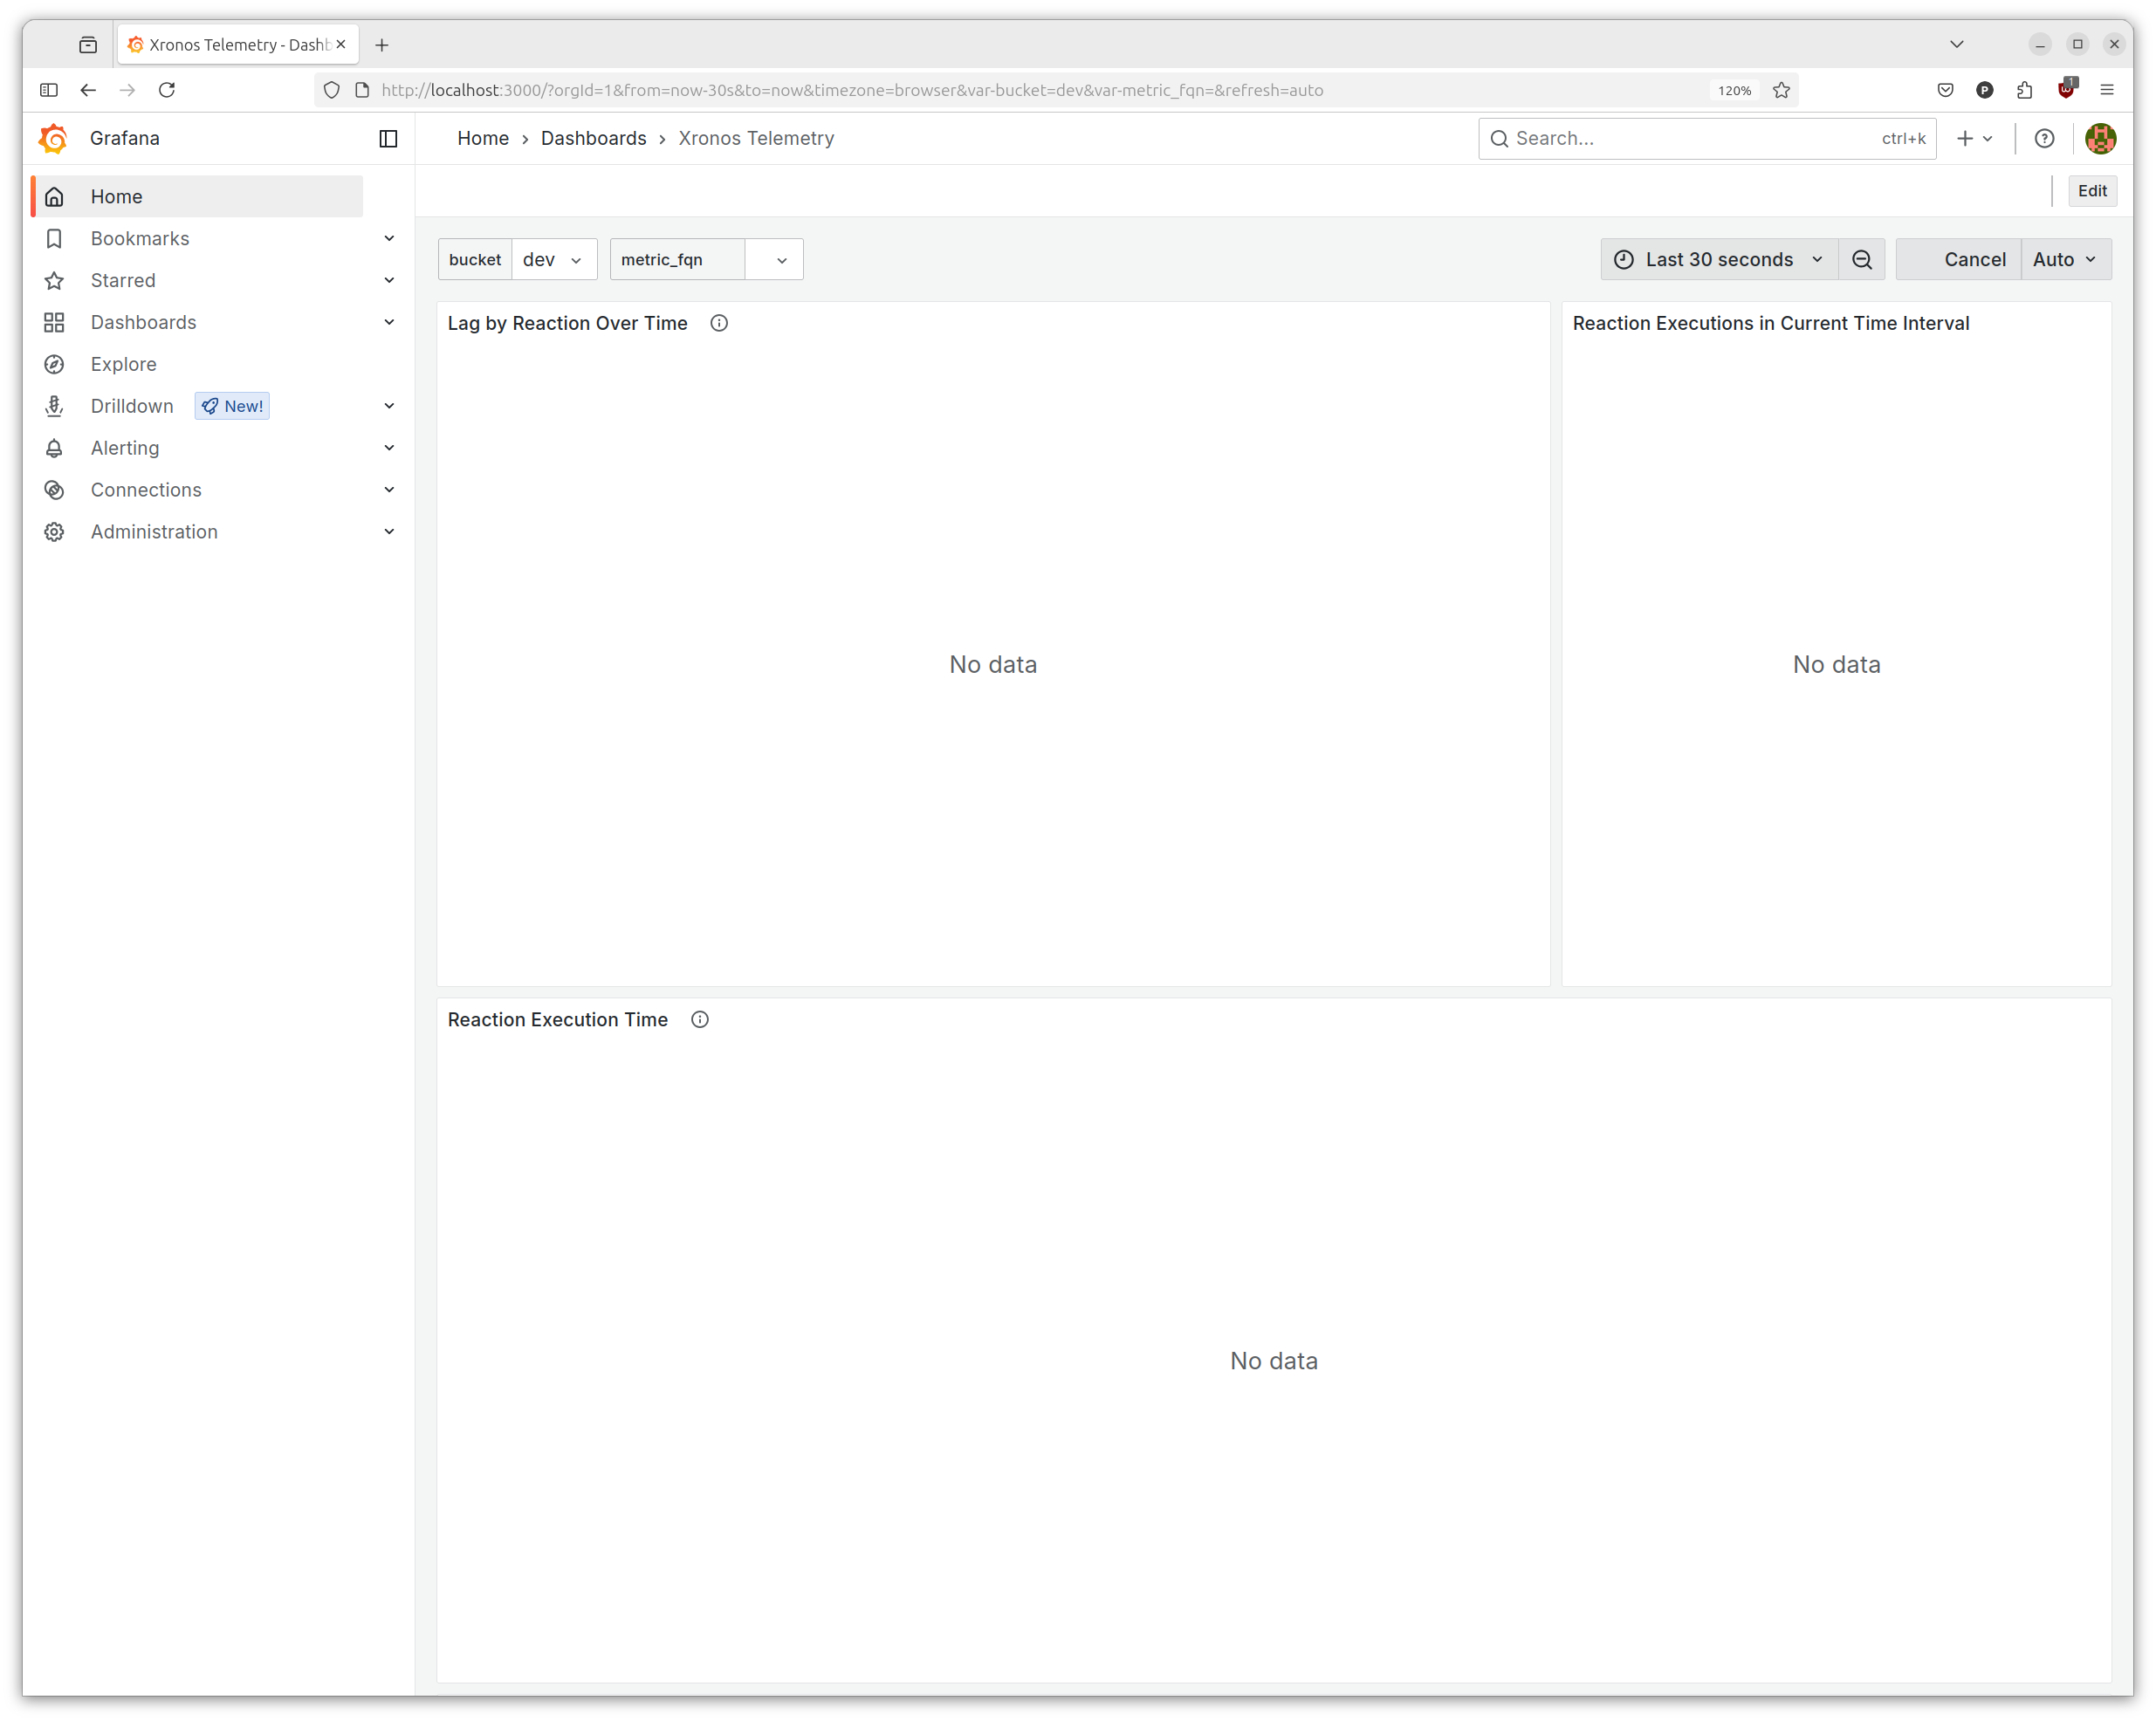 Xronos Telemetry - Dashb
http://localhost:3000/?orgId=1&from=now-30s&to=now&timezone=browser&var-bucket=dev&var-metric_fqn=&refresh=auto
120%
P
1
Grafana
Home › Dashboards › Xronos Telemetry
Search...
ctrl+k
Home
Edit
Bookmarks
Starred
Dashboards
Explore
Drilldown
New!
Alerting
Connections
Administration
bucket
dev
metric_fqn
Last 30 seconds
Cancel
Auto
Lag by Reaction Over Time
Reaction Executions in Current Time Interval
No data
No data
Reaction Execution Time
No data